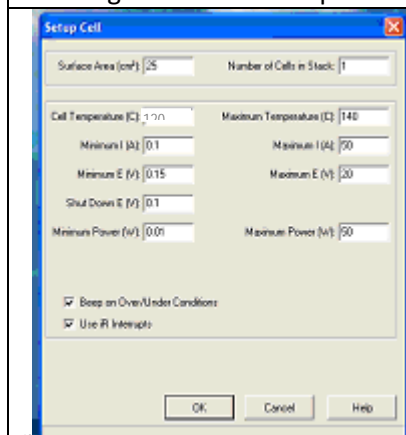 Setup Cell
Surface Area (cm²): 25 Number of Cells in Stack: 1
Cell Temperature (C): 120 Maximum Temperature (C): 140
Minimum I (A): 0.1 Maximum I (A): 50
Minimum E (V): 0.15 Maximum E (V): 20
Shut Down E (V): 0.1
Minimum Power (W): 0.01 Maximum Power (W): 50
Beep on Over/Under Conditions
Use iR Interrupts
OK Cancel Help